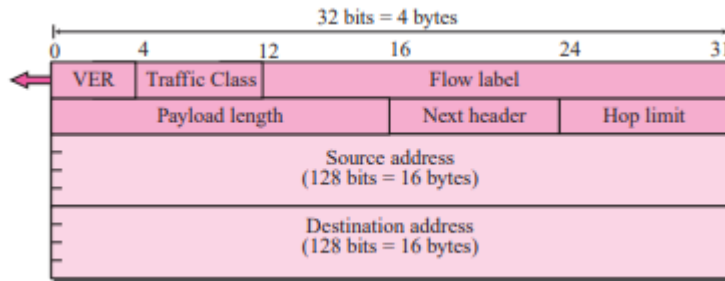 32 bits = 4 bytes
0 4 12 16 24 31
VER Traffic Class Flow label
Payload length Next header Hop limit
Source address
(128 bits = 16 bytes)
Destination address
(128 bits = 16 bytes)